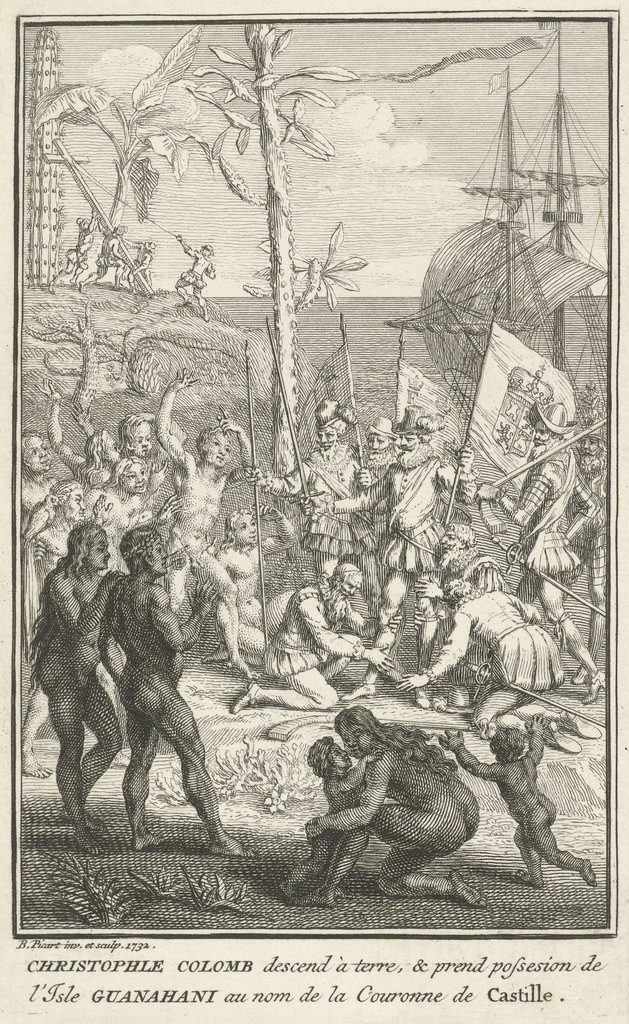 B. Picart inv. et sculp. 1732.
CHRISTOPHLE COLOMB descend à terre, & prend poſsesion de
l'Isle GUANAHANI au nom de la Couronne de Castille.